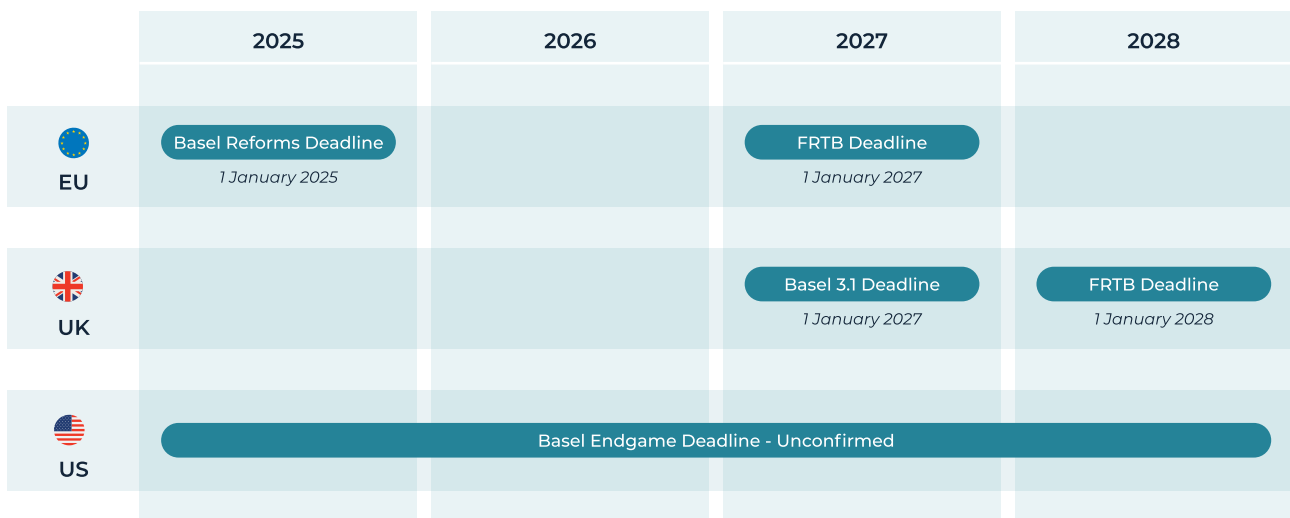 2025
2026
2027
2028
EU
Basel Reforms Deadline
1 January 2025
FRTB Deadline
1 January 2027
UK
Basel 3.1 Deadline
1 January 2027
FRTB Deadline
1 January 2028
US
Basel Endgame Deadline - Unconfirmed